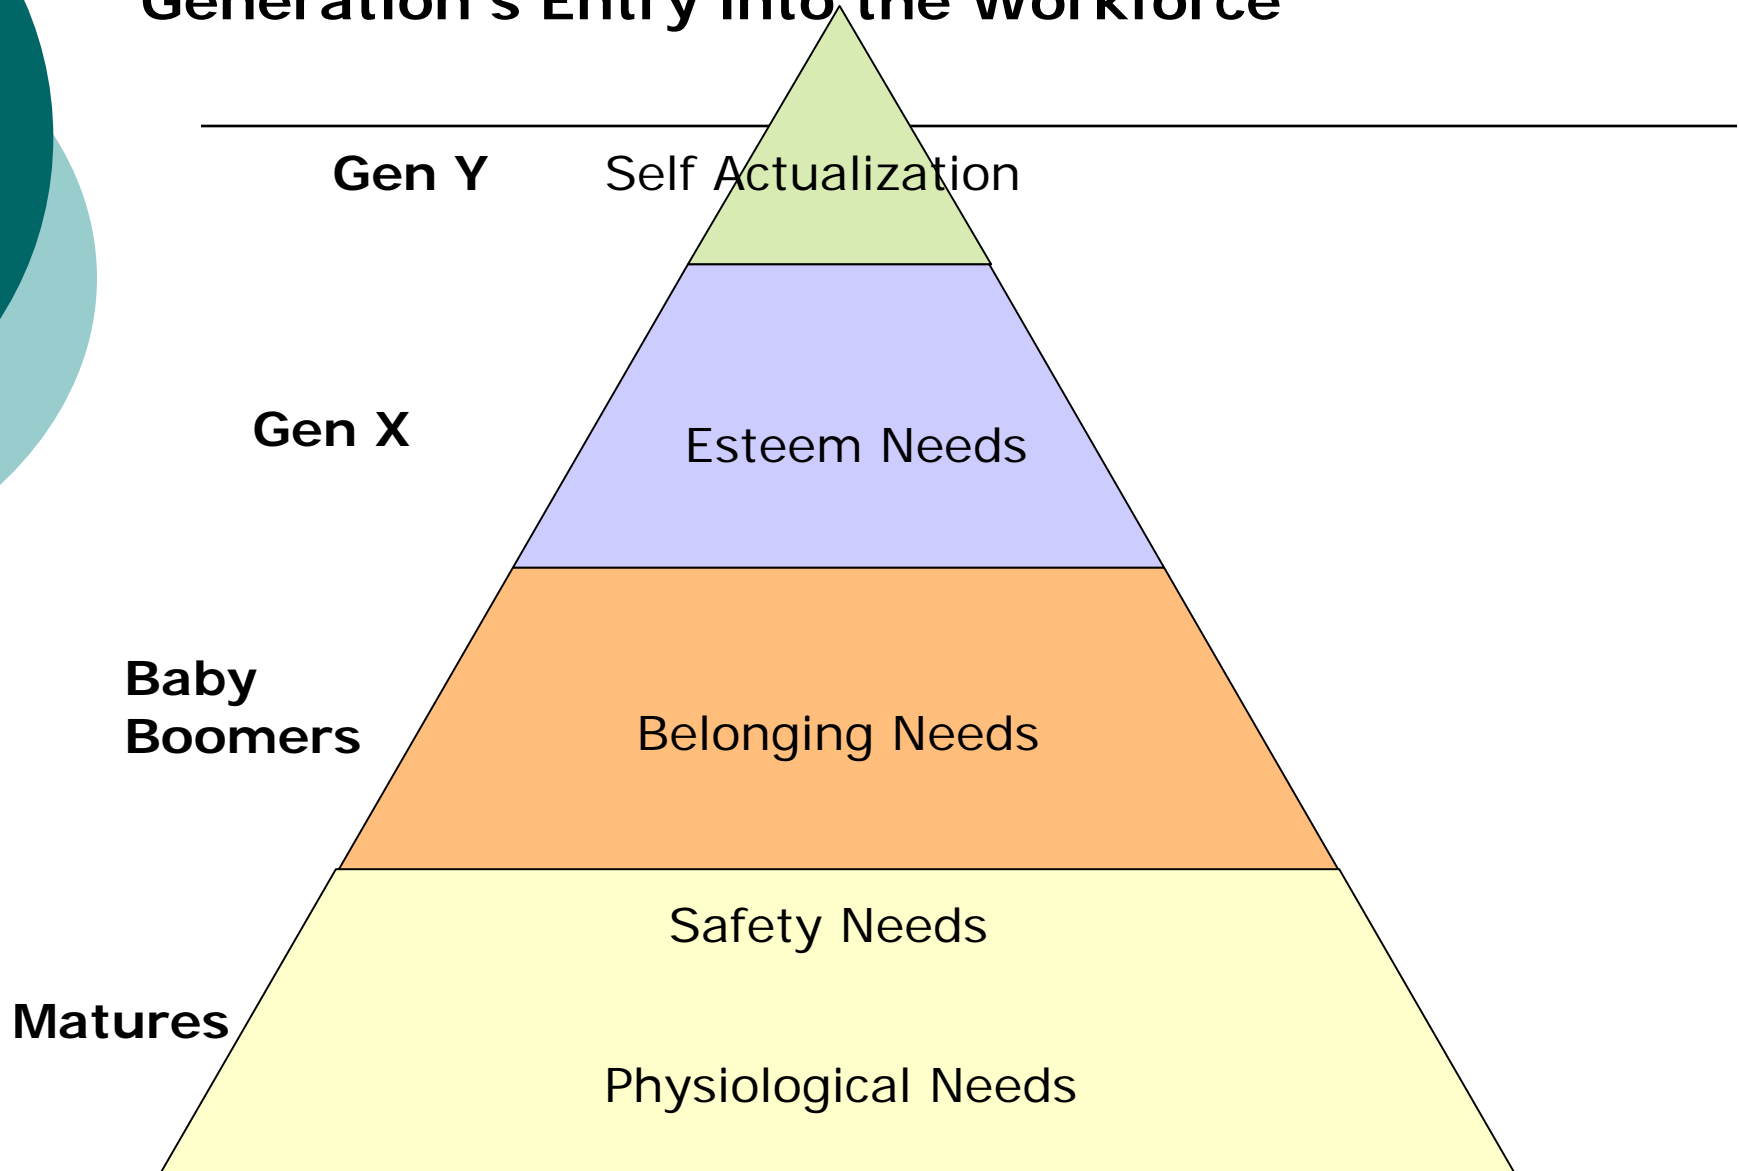 Generation's Entry into the Workforce
Gen Y Self Actualization
Gen X
Esteem Needs
Baby
Boomers
Belonging Needs
Safety Needs
Matures
Physiological Needs